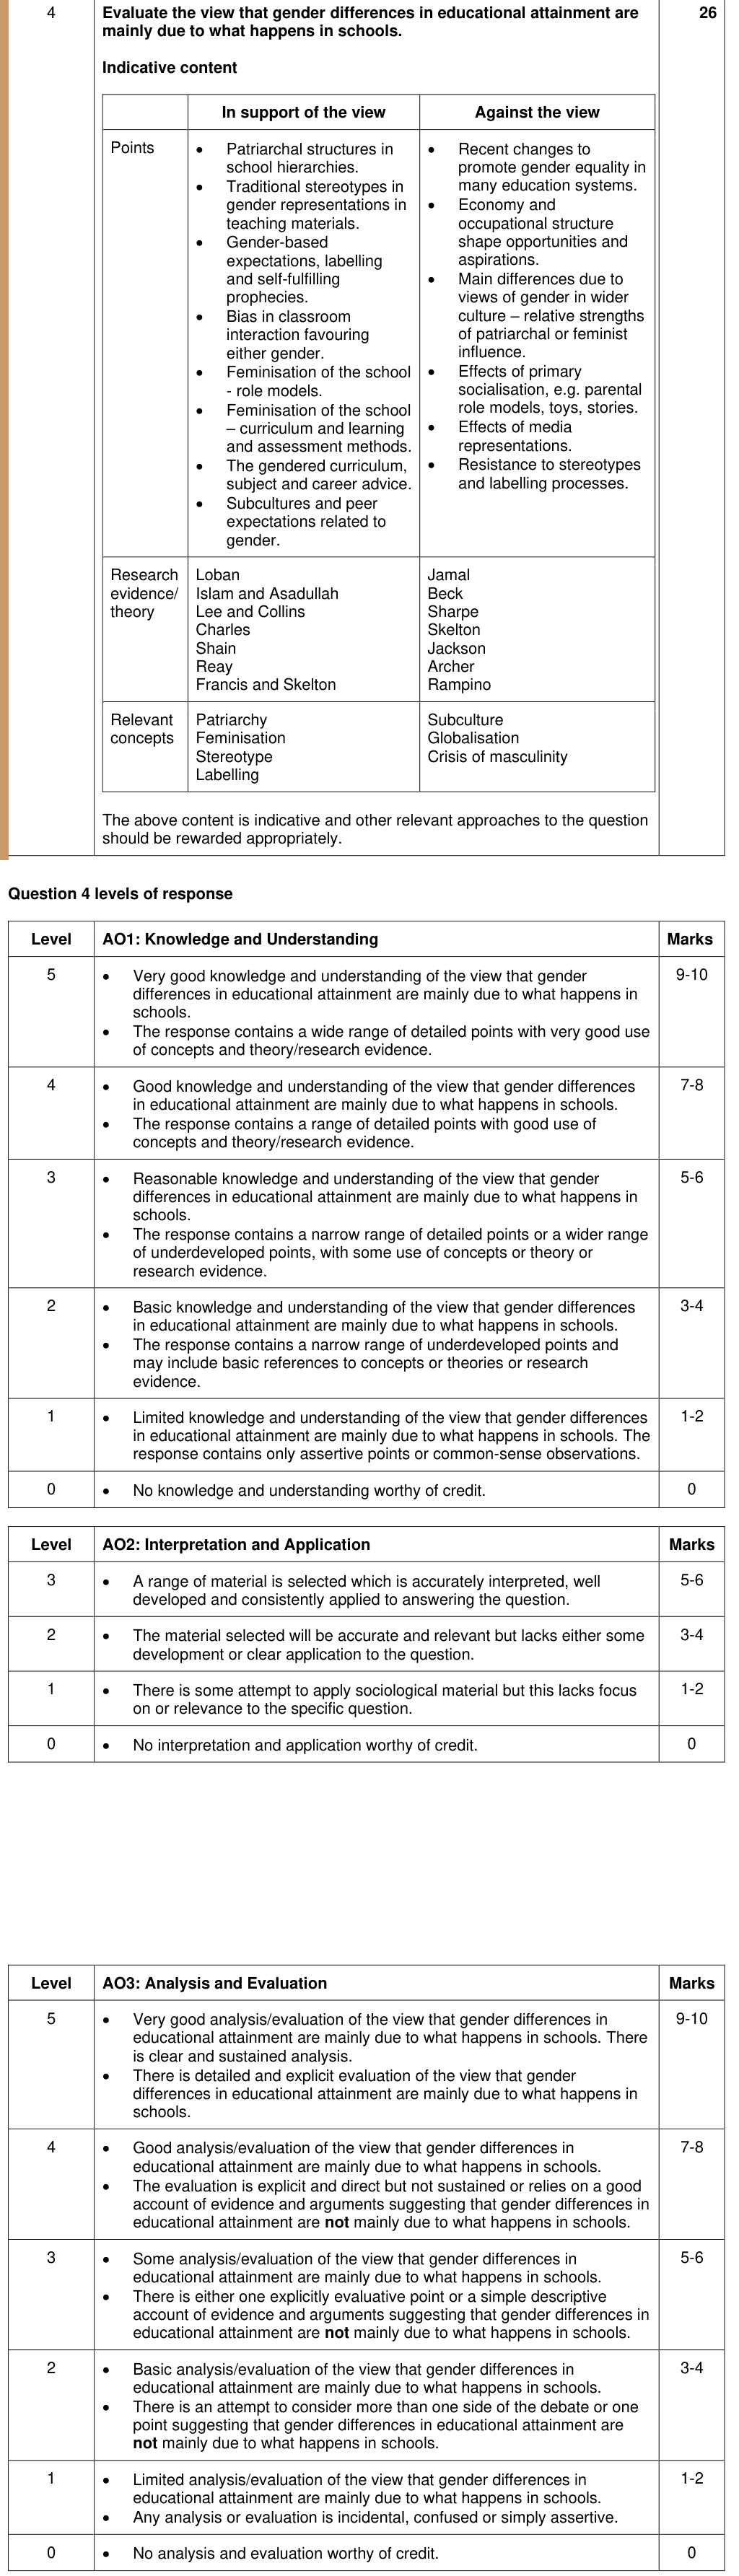 4
Evaluate the view that gender differences in educational attainment are
mainly due to what happens in schools.
26
Indicative content
In support of the view
Against the view
Points
• Patriarchal structures in
school hierarchies.
• Traditional stereotypes in
gender representations in
teaching materials.
• Gender-based
expectations, labelling
and self-fulfilling
prophecies.
• Bias in classroom
interaction favouring
either gender.
• Feminisation of the school
- role models.
• Feminisation of the school
– curriculum and learning
and assessment methods.
• The gendered curriculum,
subject and career advice.
• Subcultures and peer
expectations related to
gender.
• Recent changes to
promote gender equality in
many education systems.
• Economy and
occupational structure
shape opportunities and
aspirations.
• Main differences due to
views of gender in wider
culture – relative strengths
of patriarchal or feminist
influence.
• Effects of primary
socialisation, e.g. parental
role models, toys, stories.
• Effects of media
representations.
• Resistance to stereotypes
and labelling processes.
Research
evidence/
theory
Loban
Islam and Asadullah
Lee and Collins
Charles
Shain
Reay
Francis and Skelton
Jamal
Beck
Sharpe
Skelton
Jackson
Archer
Rampino
Relevant
concepts
Patriarchy
Feminisation
Stereotype
Labelling
Subculture
Globalisation
Crisis of masculinity
The above content is indicative and other relevant approaches to the question
should be rewarded appropriately.
Question 4 levels of response
Level AO1: Knowledge and Understanding Marks
5 • Very good knowledge and understanding of the view that gender 9-10
differences in educational attainment are mainly due to what happens in
schools.
• The response contains a wide range of detailed points with very good use
of concepts and theory/research evidence.
4 • Good knowledge and understanding of the view that gender differences 7-8
in educational attainment are mainly due to what happens in schools.
• The response contains a range of detailed points with good use of
concepts and theory/research evidence.
3 • Reasonable knowledge and understanding of the view that gender 5-6
differences in educational attainment are mainly due to what happens in
schools.
• The response contains a narrow range of detailed points or a wider range
of underdeveloped points, with some use of concepts or theory or
research evidence.
2 • Basic knowledge and understanding of the view that gender differences 3-4
in educational attainment are mainly due to what happens in schools.
• The response contains a narrow range of underdeveloped points and
may include basic references to concepts or theories or research
evidence.
1 • Limited knowledge and understanding of the view that gender differences 1-2
in educational attainment are mainly due to what happens in schools. The
response contains only assertive points or common-sense observations.
0 • No knowledge and understanding worthy of credit. 0
Level AO2: Interpretation and Application Marks
3 • A range of material is selected which is accurately interpreted, well 5-6
developed and consistently applied to answering the question.
2 • The material selected will be accurate and relevant but lacks either some 3-4
development or clear application to the question.
1 • There is some attempt to apply sociological material but this lacks focus 1-2
on or relevance to the specific question.
0 • No interpretation and application worthy of credit. 0
Level AO3: Analysis and Evaluation Marks
5 • Very good analysis/evaluation of the view that gender differences in 9-10
educational attainment are mainly due to what happens in schools. There
is clear and sustained analysis.
• There is detailed and explicit evaluation of the view that gender
differences in educational attainment are mainly due to what happens in
schools.
4 • Good analysis/evaluation of the view that gender differences in 7-8
educational attainment are mainly due to what happens in schools.
• The evaluation is explicit and direct but not sustained or relies on a good
account of evidence and arguments suggesting that gender differences in
educational attainment are not mainly due to what happens in schools.
3 • Some analysis/evaluation of the view that gender differences in 5-6
educational attainment are mainly due to what happens in schools.
• There is either one explicitly evaluative point or a simple descriptive
account of evidence and arguments suggesting that gender differences in
educational attainment are not mainly due to what happens in schools.
2 • Basic analysis/evaluation of the view that gender differences in 3-4
educational attainment are mainly due to what happens in schools.
• There is an attempt to consider more than one side of the debate or one
point suggesting that gender differences in educational attainment are
not mainly due to what happens in schools.
1 • Limited analysis/evaluation of the view that gender differences in 1-2
educational attainment are mainly due to what happens in schools.
• Any analysis or evaluation is incidental, confused or simply assertive.
0 • No analysis and evaluation worthy of credit. 0